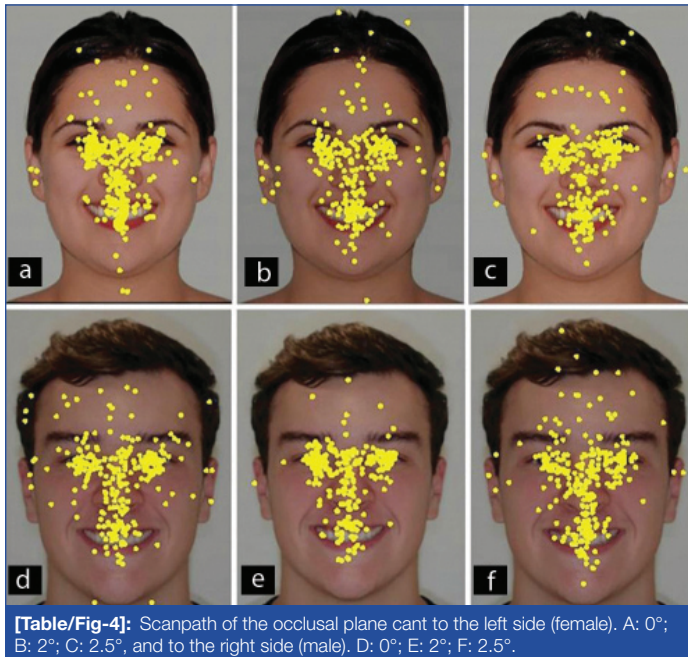 a
b
c
d
e
f
[Table/Fig-4]: Scanpath of the occlusal plane cant to the left side (female). A: 0°;
B: 2°; C: 2.5°, and to the right side (male). D: 0°; E: 2°; F: 2.5°.